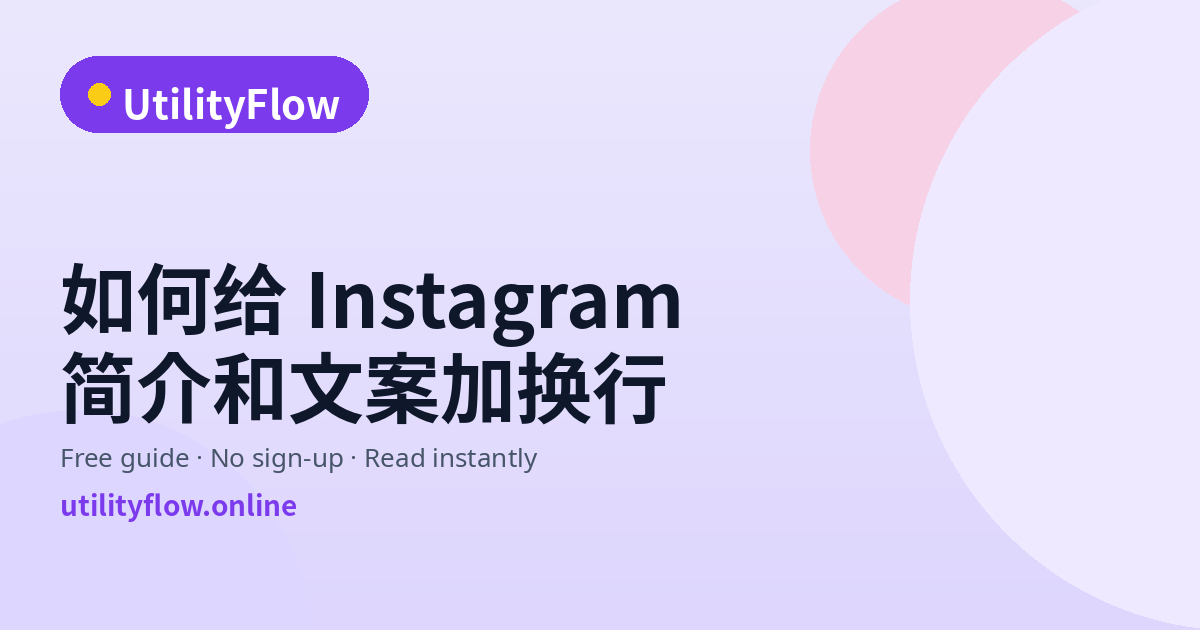 UtilityFlow
如何给 Instagram
简介和文案加换行
Free guide · No sign-up · Read instantly
utilityflow.online